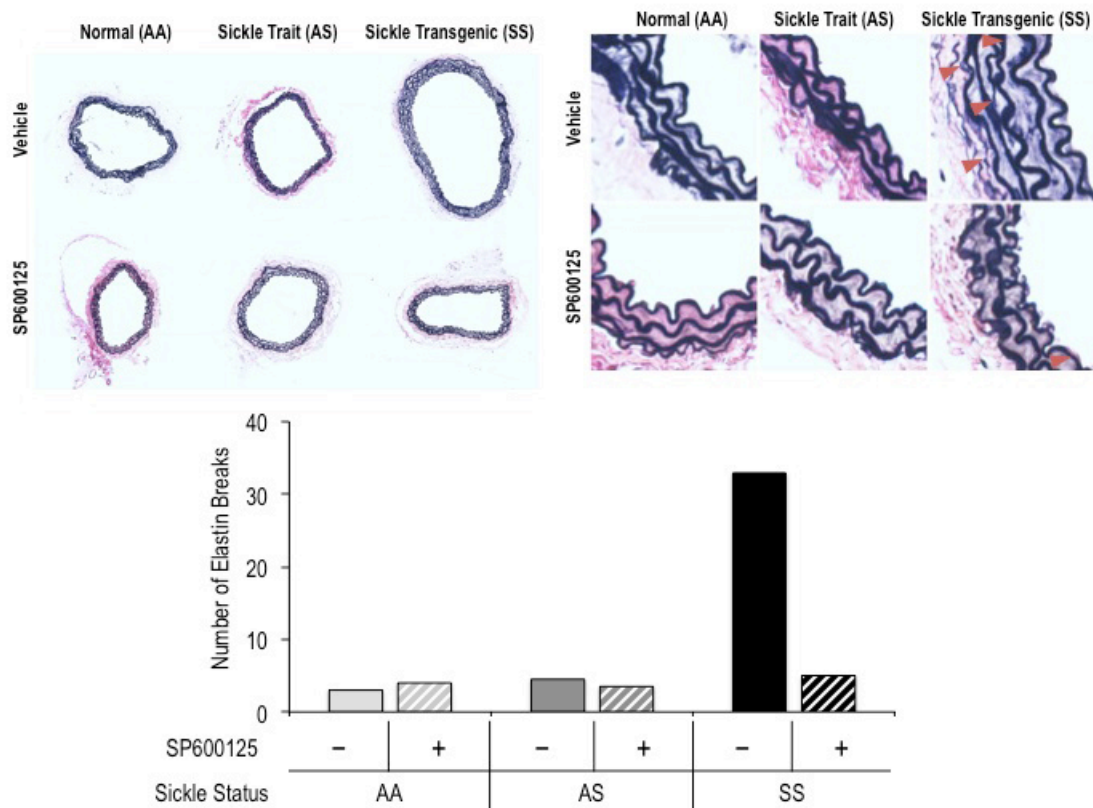 Normal (AA) Sickle Trait (AS) Sickle Transgenic (SS)
Vehicle
SP600125
Normal (AA) Sickle Trait (AS) Sickle Transgenic (SS)
Vehicle
SP600125
Number of Elastin Breaks
40
30
20
10
0
SP600125 – + – + – +
Sickle Status AA AS SS